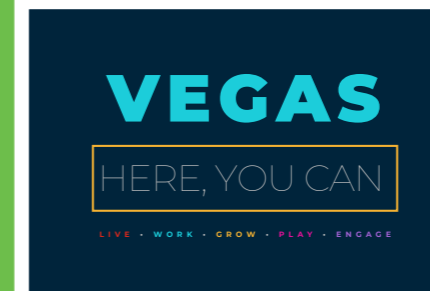 VEGAS
HERE, YOU CAN
LIVE • WORK • GROW • PLAY • ENGAGE